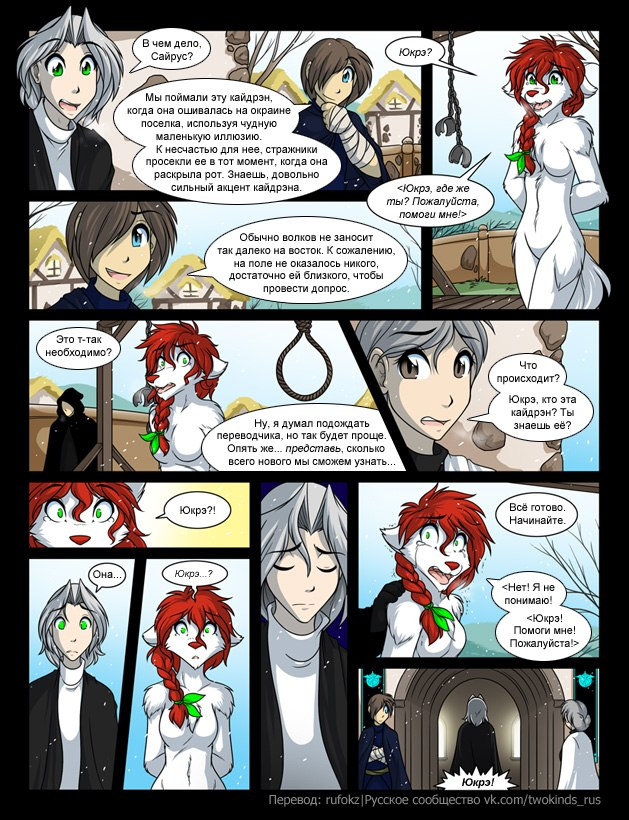 В чем дело,
Сайрус?
Мы поймали эту кайдрэн,
когда она ошивалась на окраине
поселка, используя чудную
маленькую иллюзию.
К несчастью для нее, стражники
просекли ее в тот момент, когда она
раскрыла рот. Знаешь, довольно
сильный акцент кайдрэна.
Юкрэ?
<Юкрэ, где же
ты? Пожалуйста,
помоги мне!>
Обычно волков не заносит
так далеко на восток. К сожалению,
на поле не оказалось никого,
достаточно ей близкого, чтобы
провести допрос.
Это т-так
необходимо?
Ну, я думал подождать
переводчика, но так будет проще.
Опять же... представь, сколько
всего нового мы сможем узнать...
Что
происходит?
Юкрэ, кто эта
кайдрэн? Ты
знаешь её?
Юкрэ?!
Она...
Юкрэ...?
Всё готово.
Начинайте.
<Нет! Я не
понимаю!
<Юкрэ!
Помоги мне!
Пожалуйста!>
Юкрэ!
Перевод: rufokz|Русское сообщество vk.com/twokinds_rus